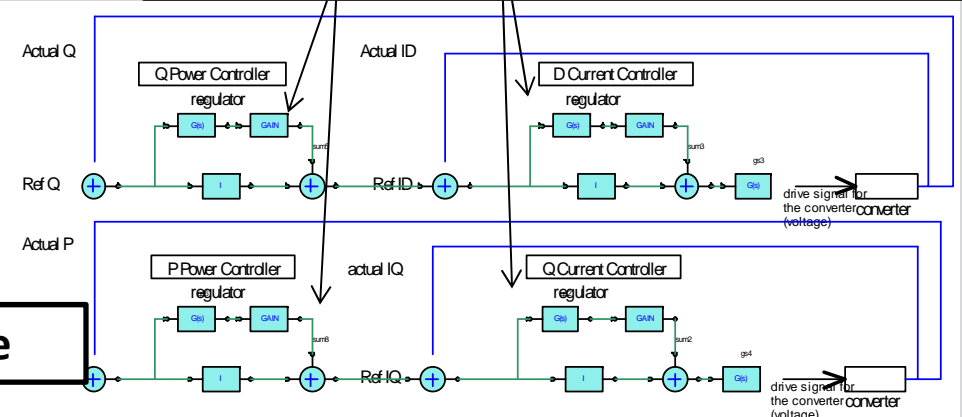 Actual Q
Actual ID
Q Power Controller
D Current Controller
regulator
regulator
G(s)
GAIN
G(s)
GAIN
sum3
gs3
Ref Q
I
Ref ID
I
G(s)
drive signal for
the converter
(voltage)
converter
Actual P
actual IQ
P Power Controller
Q Current Controller
regulator
regulator
G(s)
GAIN
G(s)
GAIN
sum8
sum2
gs4
e
I
Ref IQ
I
G(s)
drive signal for
the converter
(voltage)
converter